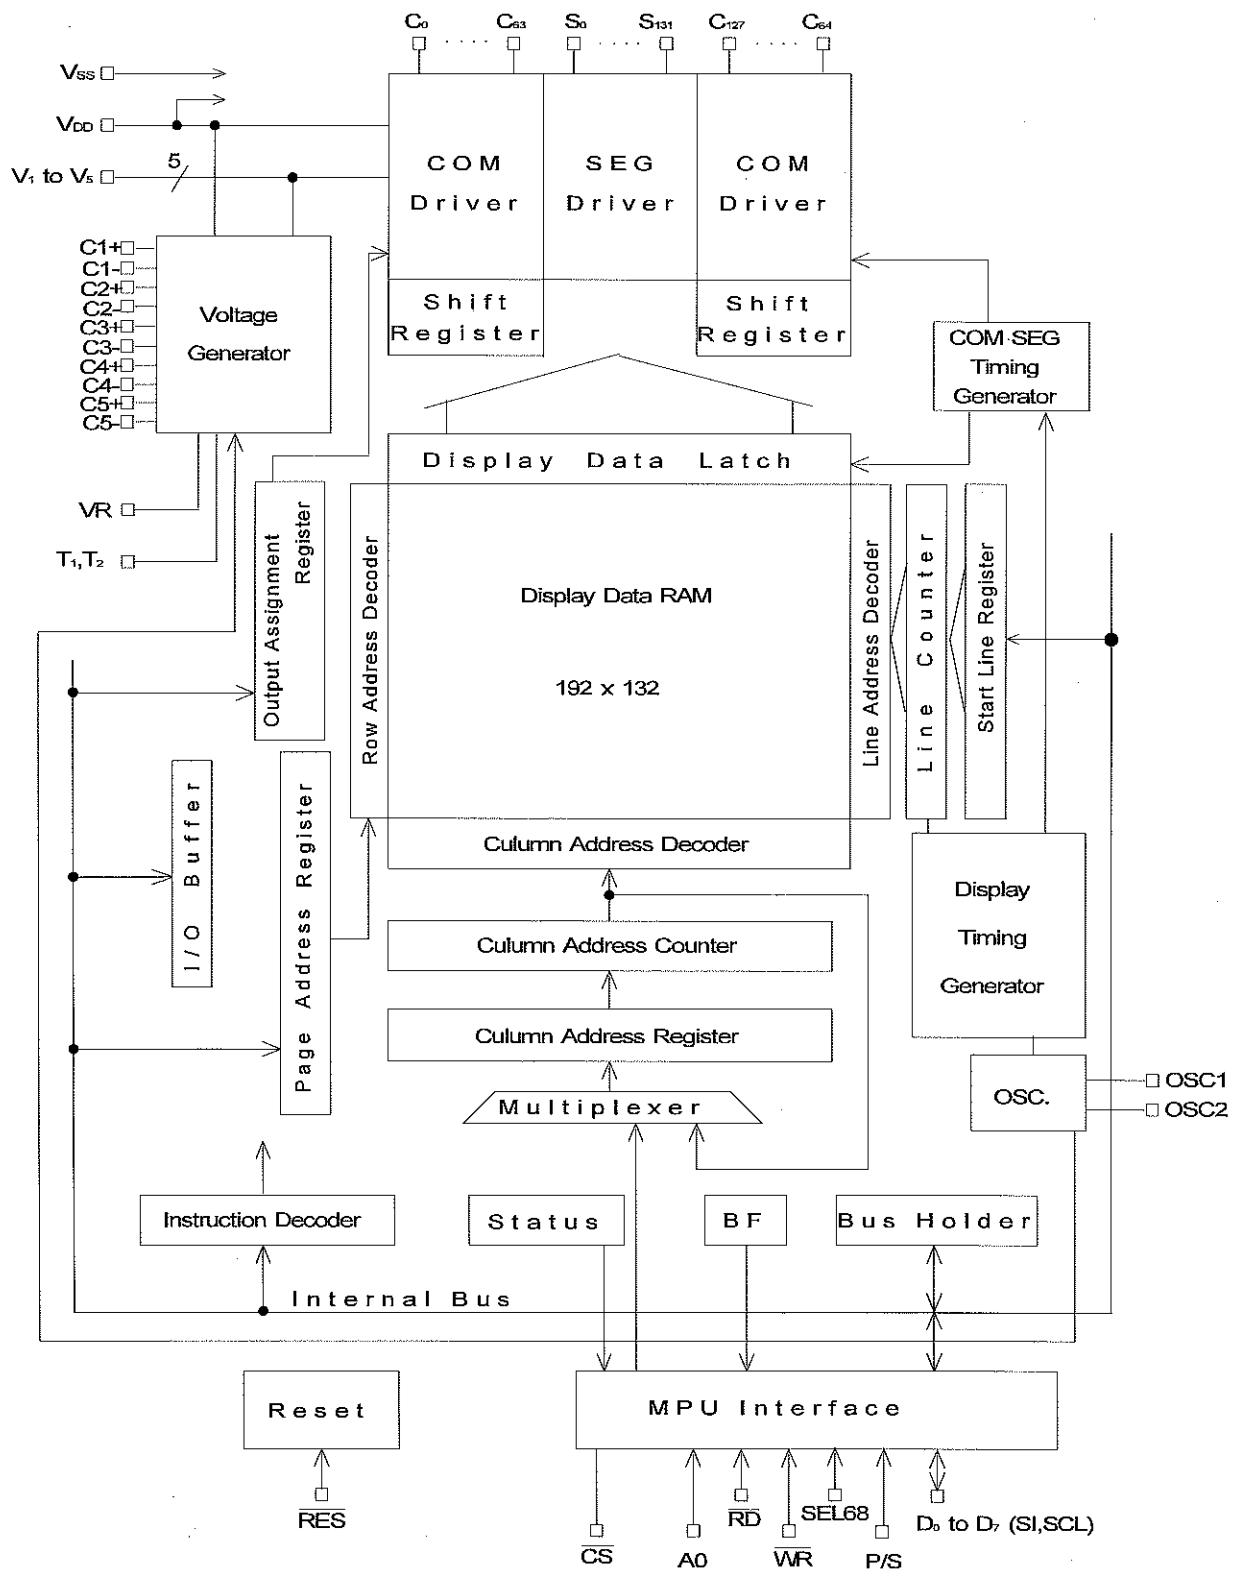 C₀ ····· C₆₃ S₀ ····· S₁₃₁ C₁₂₇ ····· C₆₄
VSS
VDD
V₁ to V₅
5
COM
Driver
SEG
Driver
COM
Driver
C1+
C1-
C2+
C2-
C3+
C3-
C4+
C4-
C5+
C5-
Voltage
Generator
Shift
Register
Shift
Register
COM·SEG
Timing
Generator
Display Data Latch
VR
T₁,T₂
Output Assignment
Register
Row Address Decoder
Display Data RAM
192 x 132
Line Address Decoder
Line Counter
Start Line Register
I/O Buffer
Page Address Register
Culumn Address Decoder
Culumn Address Counter
Culumn Address Register
Multiplexer
Display
Timing
Generator
OSC.
OSC1
OSC2
Instruction Decoder
Status
BF
Bus Holder
Internal Bus
Reset
MPU Interface
RES
CS
A0
RD
WR
SEL68
P/S
D₀ to D₇ (SI,SCL)